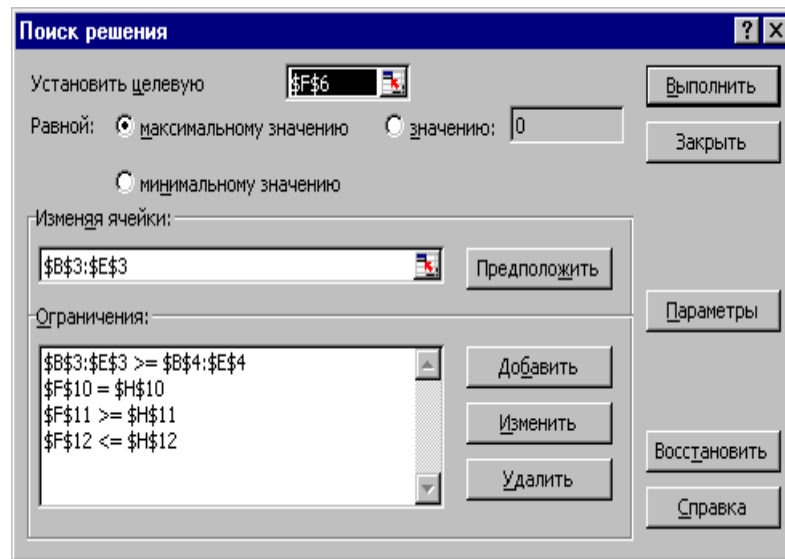 Поиск решения
Установить целевую $F$6 Выполнить
Равной: максимальному значению значению: 0 Закрыть
минимальному значению
Изменяя ячейки:
$B$3:$E$3 Предположить
Параметры
Ограничения:
$B$3:$E$3 >= $B$4:$E$4
$F$10 = $H$10
$F$11 >= $H$11
$F$12 <= $H$12
Добавить
Изменить
Удалить
Восстановить
Справка